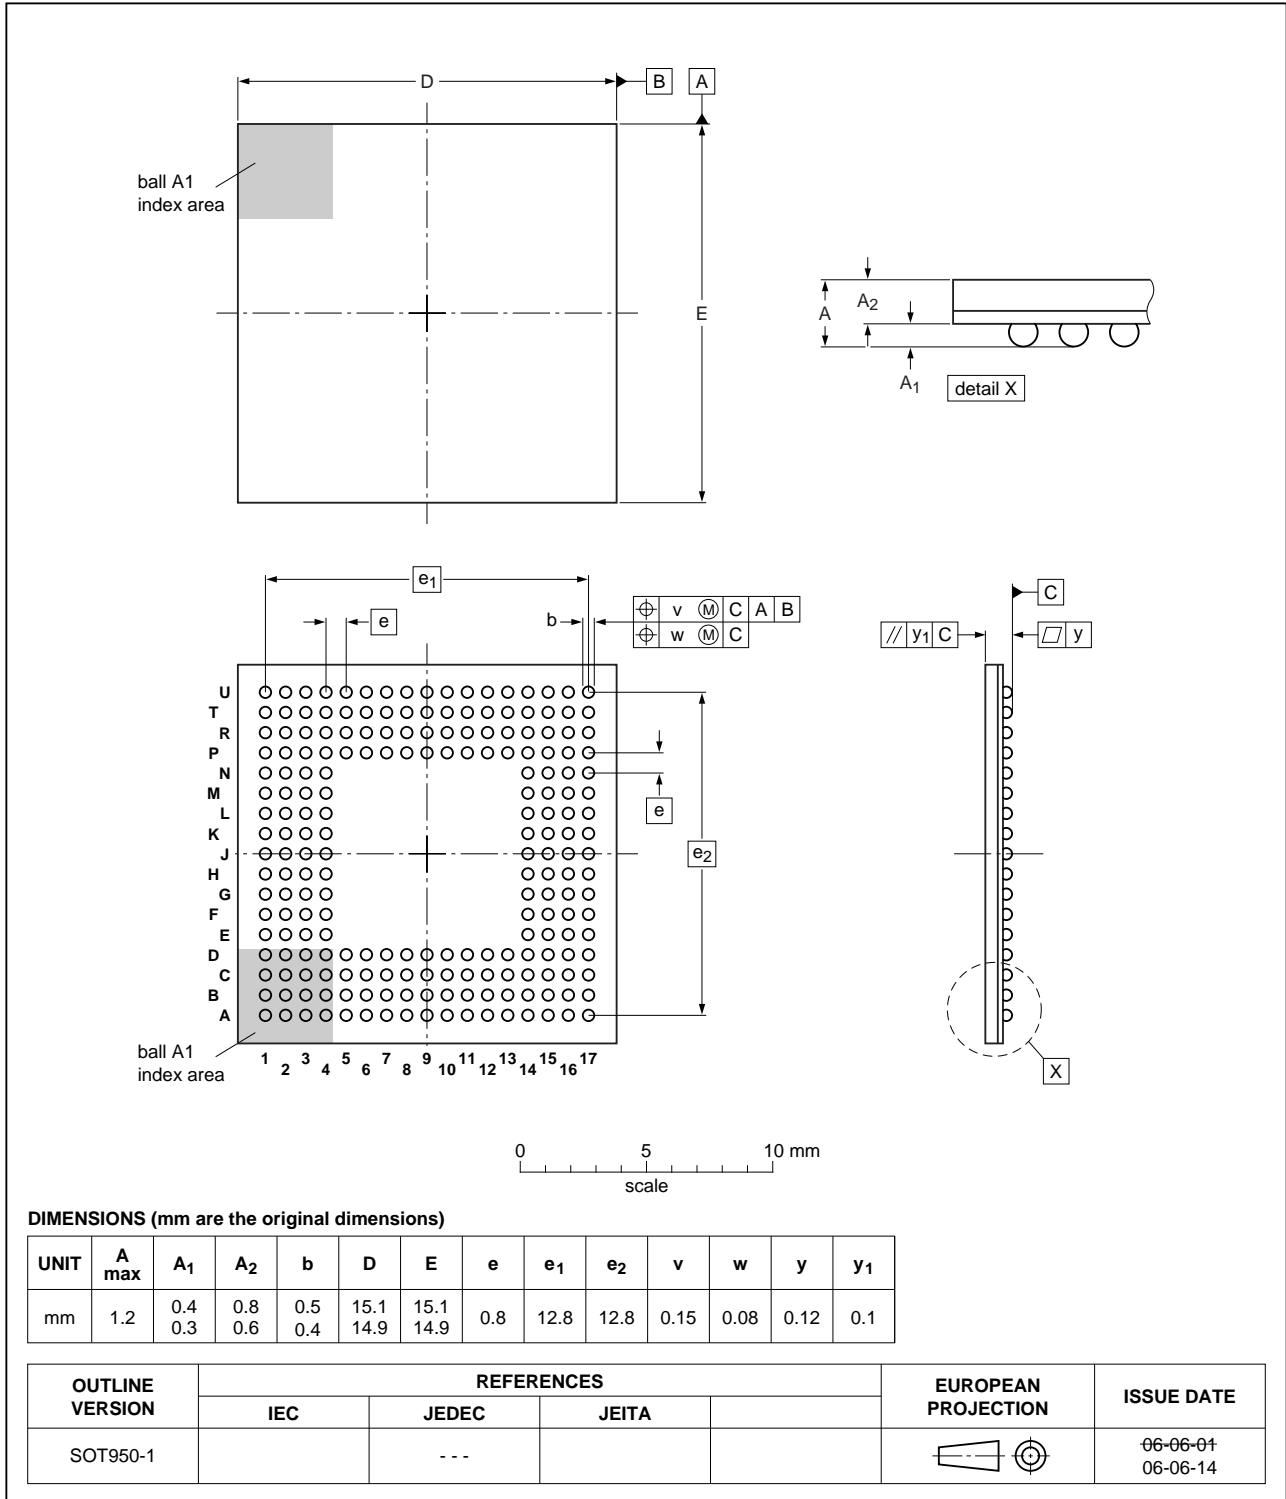 D
B
A
ball A1
index area
E
A
A2
A1
detail X
e1
e
b
v M C A B
w M C
y1 C
y
C
U
T
R
P
N
M
L
K
J
H
G
F
E
D
C
B
A
e
e2
ball A1
index area
1 2 3 4 5 6 7 8 9 10 11 12 13 14 15 16 17
X
0 5 10 mm
scale
DIMENSIONS (mm are the original dimensions)
UNIT A max A1 A2 b D E e e1 e2 v w y y1
mm 1.2 0.4 0.3 0.8 0.6 0.5 0.4 15.1 14.9 15.1 14.9 0.8 12.8 12.8 0.15 0.08 0.12 0.1
OUTLINE VERSION REFERENCES EUROPEAN PROJECTION ISSUE DATE
IEC JEDEC JEITA
SOT950-1 - - - 06-06-01
06-06-14